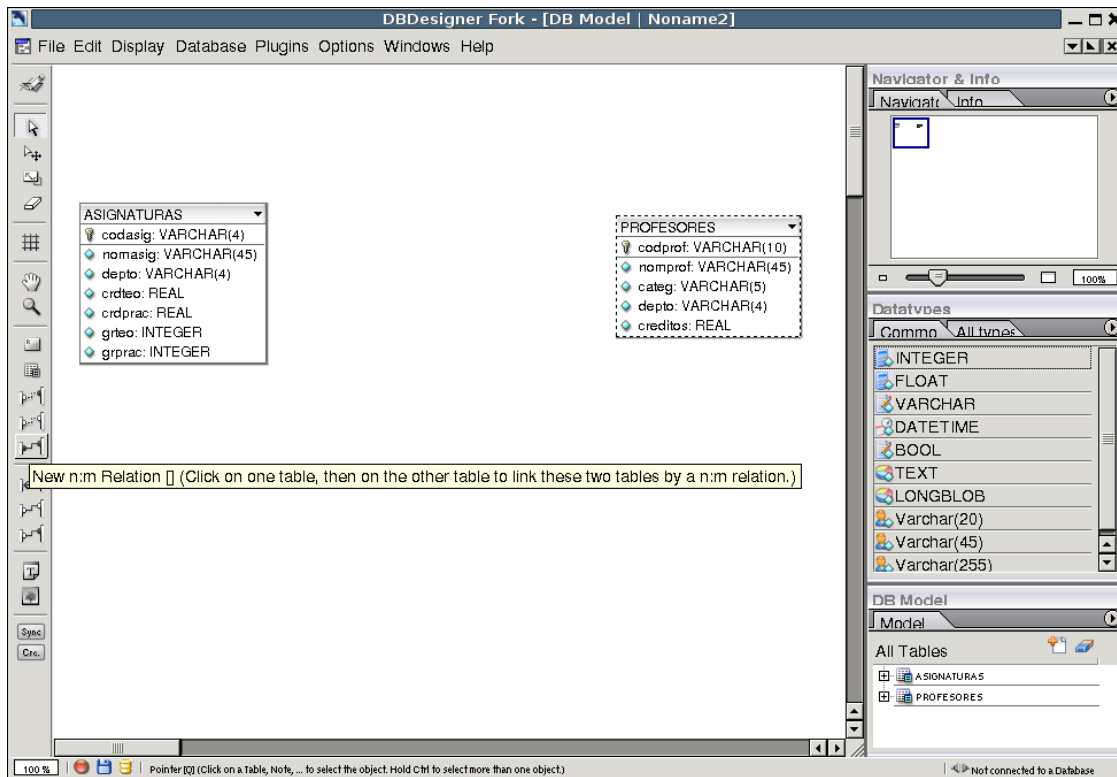 DBDesigner Fork - [DB Model | Noname2]
File Edit Display Database Plugins Options Windows Help
ASIGNATURAS
codasig: VARCHAR(4)
nomasig: VARCHAR(45)
depto: VARCHAR(4)
crdteo: REAL
crdprac: REAL
grteo: INTEGER
grprac: INTEGER
PROFESORES
codprof: VARCHAR(10)
nomprof: VARCHAR(45)
categ: VARCHAR(5)
depto: VARCHAR(4)
creditos: REAL
New n:m Relation [] (Click on one table, then on the other table to link these two tables by a n:m relation.)
Sync
Cre.
Navigator & Info
Navigatc Info
100%
Datatypes
Commo All types
INTEGER
FLOAT
VARCHAR
DATETIME
BOOL
TEXT
LONGBLOB
Varchar(20)
Varchar(45)
Varchar(255)
DB Model
Model
All Tables
ASIGNATURAS
PROFESORES
100 % Pointer [Q] (Click on a Table, Note, ... to select the object. Hold Ctrl to select more than one object.) Not connected to a Database